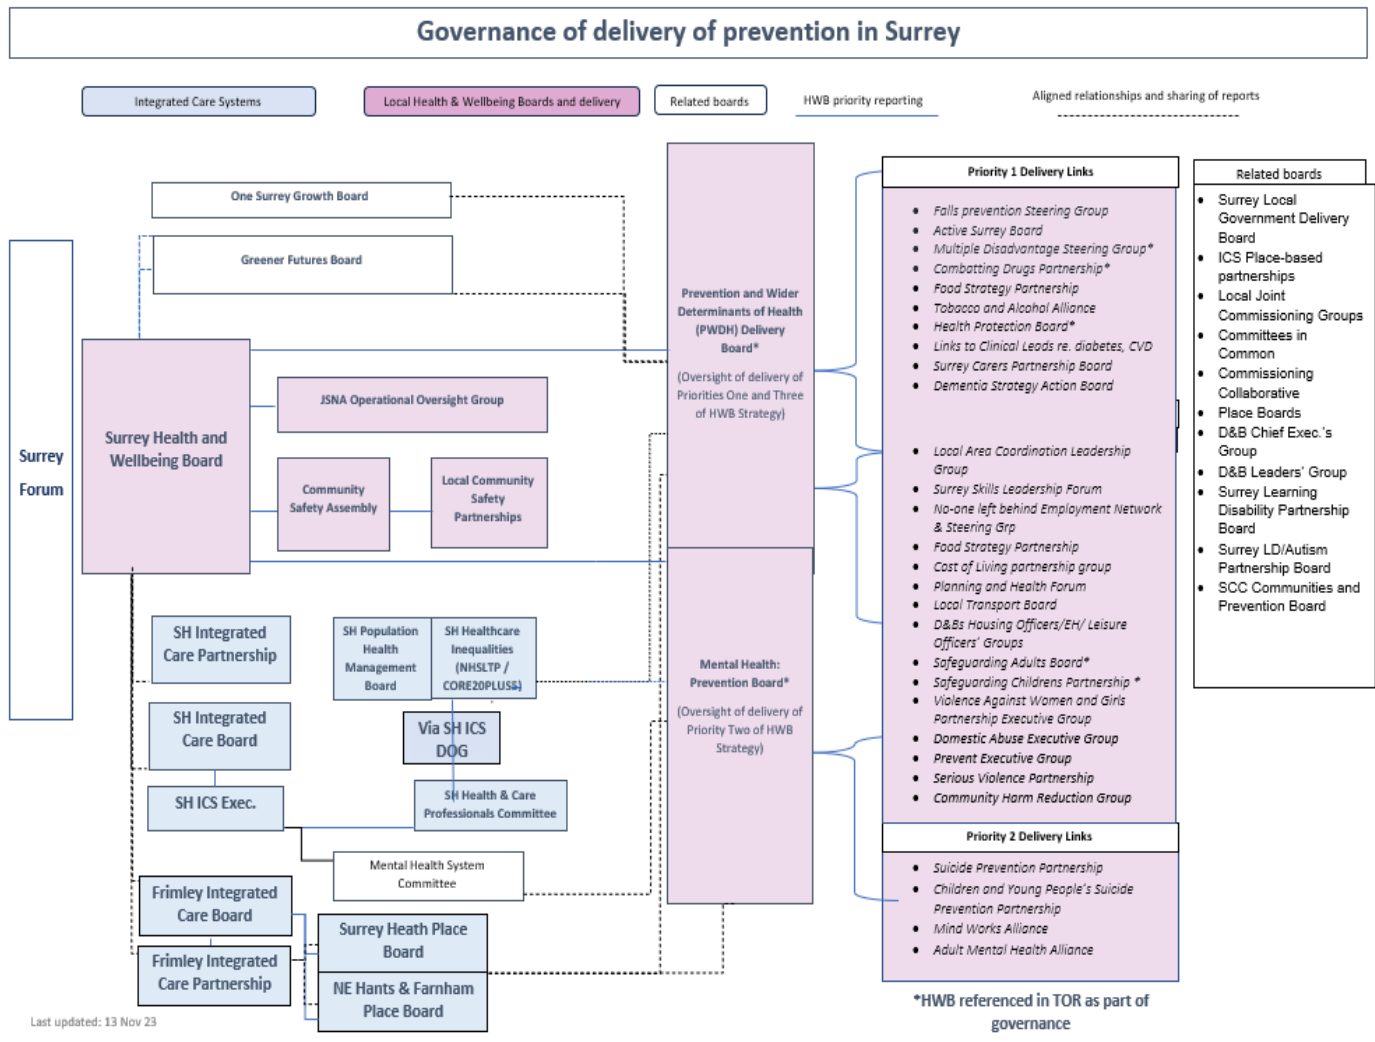 Governance of delivery of prevention in Surrey
Integrated Care Systems
Local Health & Wellbeing Boards and delivery
Related boards
HWB priority reporting
Aligned relationships and sharing of reports
Surrey
Forum
One Surrey Growth Board
Greener Futures Board
Surrey Health and
Wellbeing Board
JSNA Operational Oversight Group
Community
Safety Assembly
Local Community
Safety
Partnerships
SH Integrated
Care Partnership
SH Integrated
Care Board
SH ICS Exec.
SH Population
Health
Management
Board
SH Healthcare
Inequalities
(NHSLTP /
CORE20PLUS5)
Via SH ICS
DOG
SH Health & Care
Professionals Committee
Mental Health System
Committee
Frimley Integrated
Care Board
Frimley Integrated
Care Partnership
Surrey Heath Place
Board
NE Hants & Farnham
Place Board
Prevention and Wider
Determinants of Health
(PWDH) Delivery
Board*
(Oversight of delivery of
Priorities One and Three
of HWB Strategy)
Mental Health:
Prevention Board*
(Oversight of delivery of
Priority Two of HWB
Strategy)
Priority 1 Delivery Links
• Falls prevention Steering Group
• Active Surrey Board
• Multiple Disadvantage Steering Group*
• Combatting Drugs Partnership*
• Food Strategy Partnership
• Tobacco and Alcohol Alliance
• Health Protection Board*
• Links to Clinical Leads re. diabetes, CVD
• Surrey Carers Partnership Board
• Dementia Strategy Action Board
• Local Area Coordination Leadership
Group
• Surrey Skills Leadership Forum
• No-one left behind Employment Network
& Steering Grp
• Food Strategy Partnership
• Cost of Living partnership group
• Planning and Health Forum
• Local Transport Board
• D&Bs Housing Officers/EH/ Leisure
Officers' Groups
• Safeguarding Adults Board*
• Safeguarding Childrens Partnership *
• Violence Against Women and Girls
Partnership Executive Group
• Domestic Abuse Executive Group
• Prevent Executive Group
• Serious Violence Partnership
• Community Harm Reduction Group
Priority 2 Delivery Links
• Suicide Prevention Partnership
• Children and Young People's Suicide
Prevention Partnership
• Mind Works Alliance
• Adult Mental Health Alliance
*HWB referenced in TOR as part of
governance
Related boards
• Surrey Local
Government Delivery
Board
• ICS Place-based
partnerships
• Local Joint
Commissioning Groups
• Committees in
Common
• Commissioning
Collaborative
• Place Boards
• D&B Chief Exec.'s
Group
• D&B Leaders' Group
• Surrey Learning
Disability Partnership
Board
• Surrey LD/Autism
Partnership Board
• SCC Communities and
Prevention Board
Last updated: 13 Nov 23